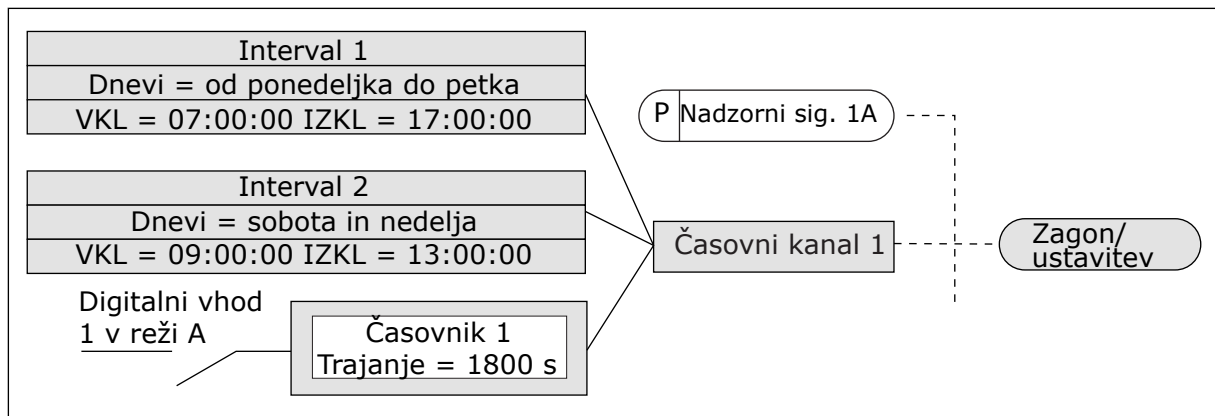 Interval 1
Dnevi = od ponedeljka do petka
VKL = 07:00:00 IZKL = 17:00:00
P Nadzorni sig. 1A
Interval 2
Dnevi = sobota in nedelja
VKL = 09:00:00 IZKL = 13:00:00
Časovni kanal 1
Zagon/
ustavitev
Digitalni vhod
1 v reži A
Časovnik 1
Trajanje = 1800 s